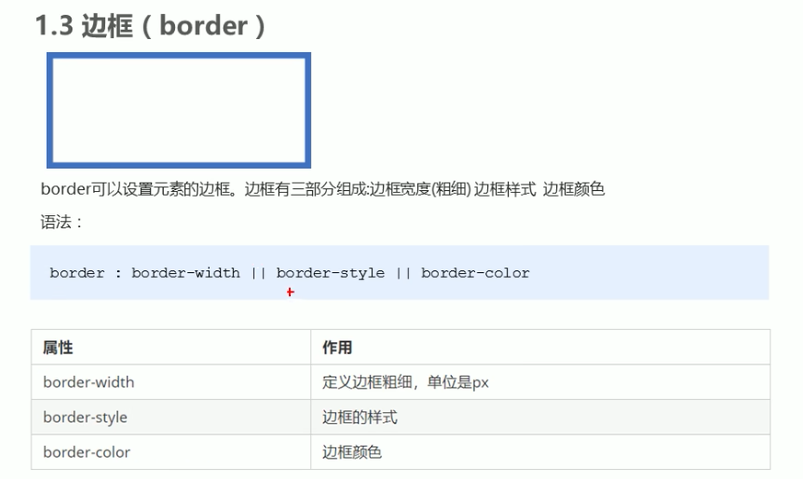 1.3 边框（border）
border可以设置元素的边框。边框有三部分组成:边框宽度(粗细) 边框样式 边框颜色
语法：
border : border-width || border-style || border-color
属性 作用
border-width 定义边框粗细，单位是px
border-style 边框的样式
border-color 边框颜色